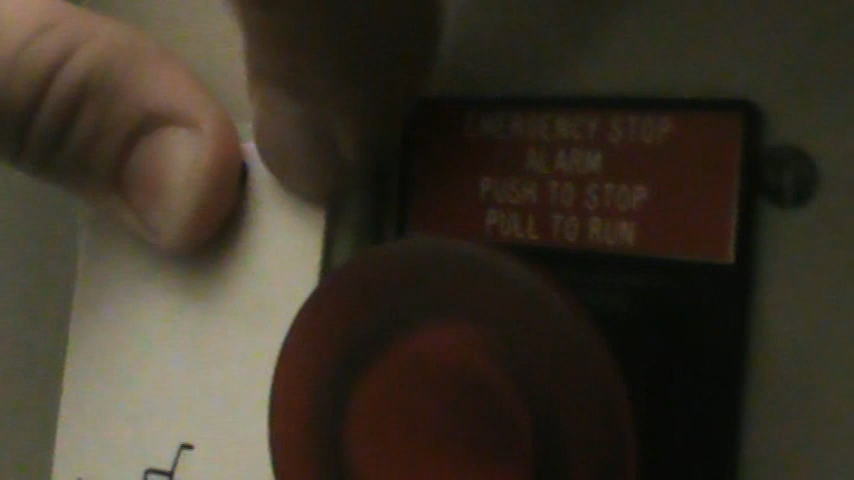 EMERGENCY STOP
ALARM
PUSH TO STOP
PULL TO RUN